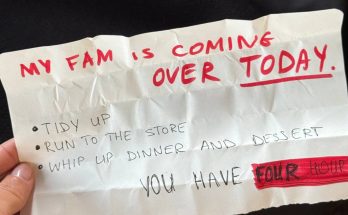 MY FAM IS COMING
OVER TODAY.
• TIDY UP
• RUN TO THE STORE
• WHIP UP DINNER AND DESSERT
YOU HAVE FOUR HOUR